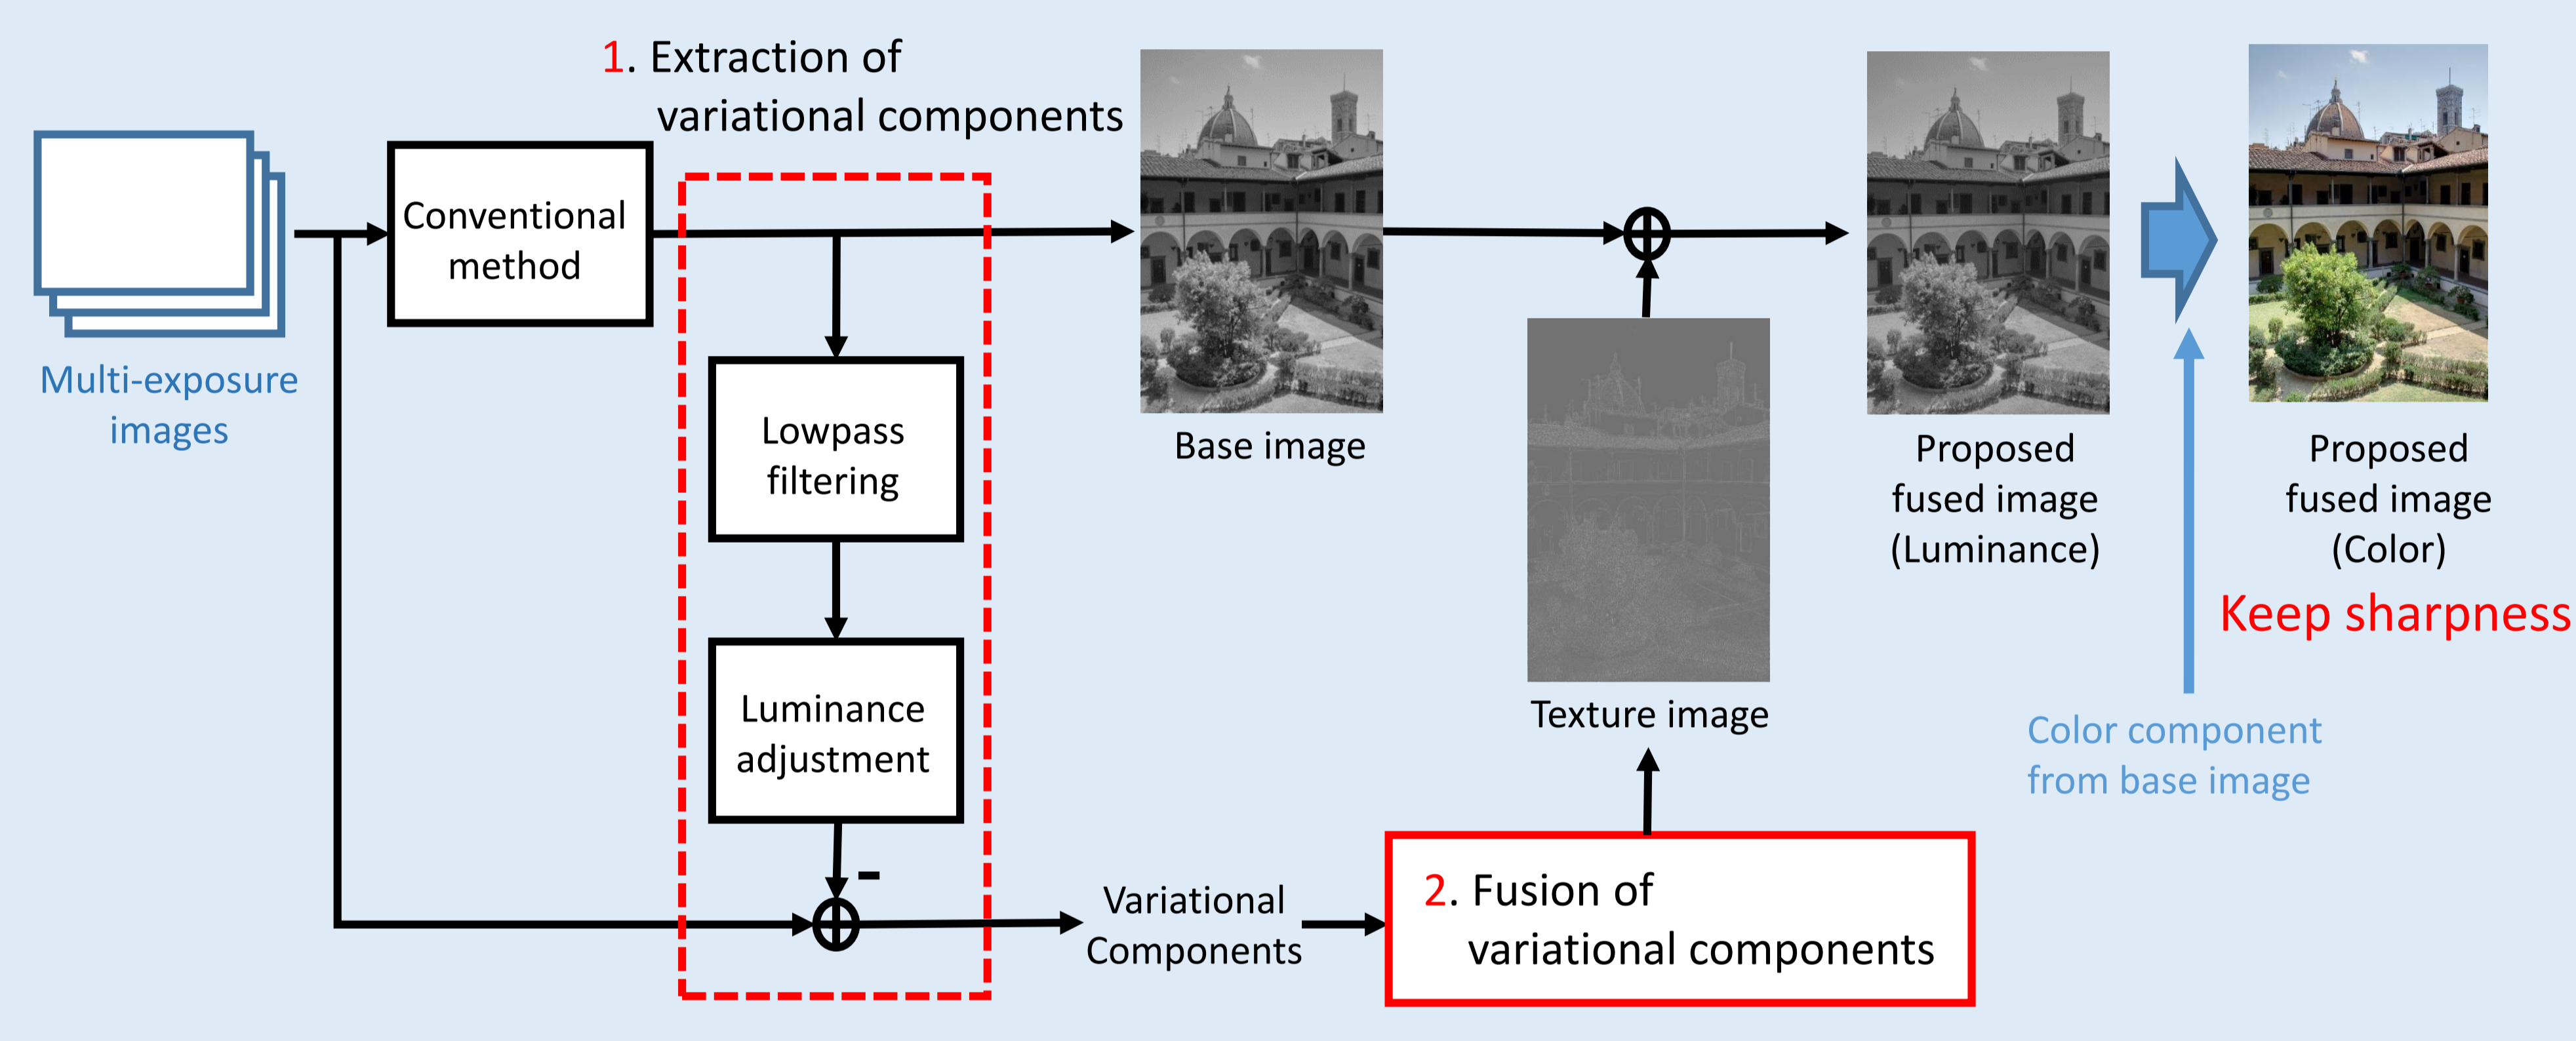 1. Extraction of
variational components
Multi-exposure
images
Conventional
method
Lowpass
filtering
Luminance
adjustment
-
Variational
Components
2. Fusion of
variational components
Base image
Texture image
Proposed
fused image
(Luminance)
Proposed
fused image
(Color)
Keep sharpness
Color component
from base image